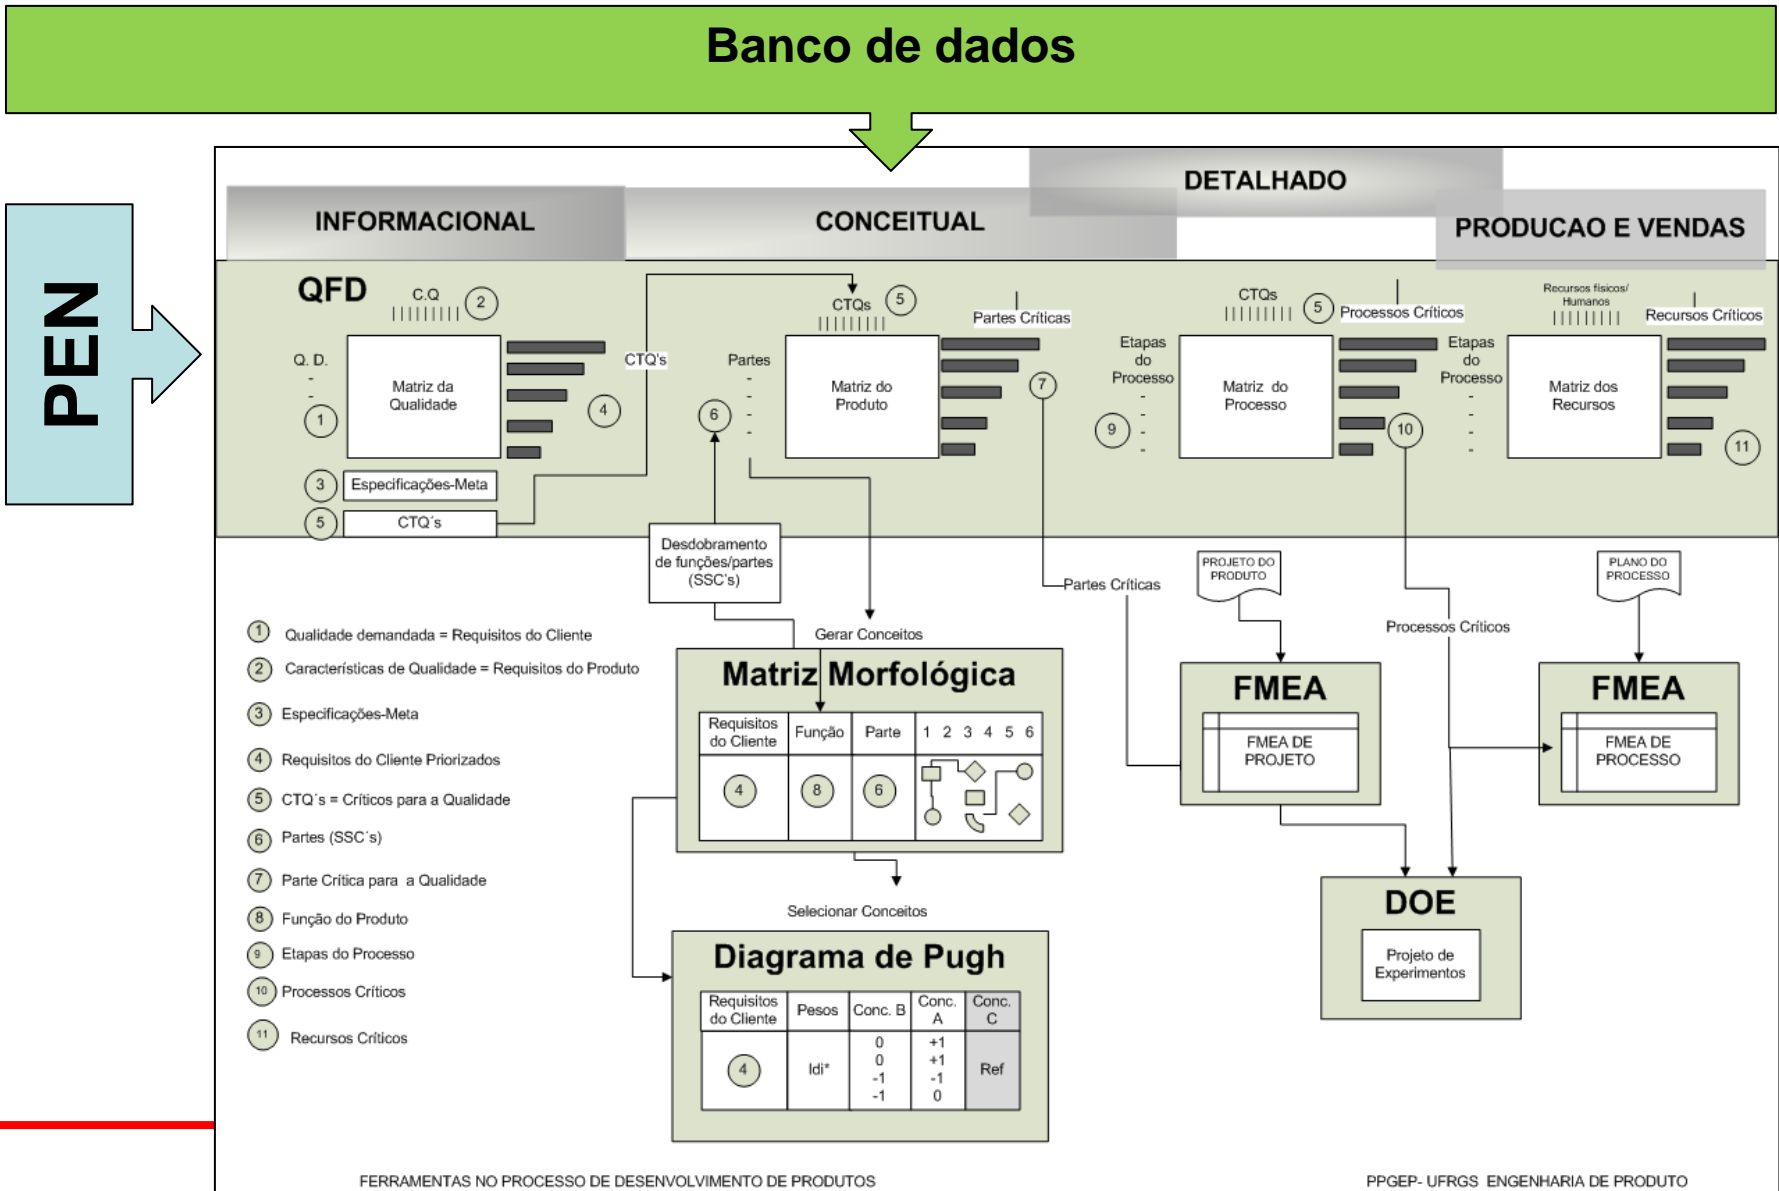 Banco de dados
PEN
INFORMACIONAL
CONCEITUAL
DETALHADO
PRODUCAO E VENDAS
QFD
C.Q
2
Q. D.
-
-
1
Matriz da
Qualidade
4
3
Especificações-Meta
5
CTQ´s
CTQ's
CTQs
5
Partes
-
-
-
-
-
6
Matriz do
Produto
Partes Críticas
7
CTQs
5
Etapas
do
Processo
-
-
-
-
-
9
Matriz do
Processo
Processos Críticos
10
Recursos físicos/
Humanos
Etapas
do
Processo
-
-
-
-
-
Matriz dos
Recursos
Recursos Críticos
11
Desdobramento
de funções/partes
(SSC's)
Gerar Conceitos
Partes Críticas
PROJETO DO
PRODUTO
Processos Críticos
PLANO DO
PROCESSO
1 Qualidade demandada = Requisitos do Cliente
2 Características de Qualidade = Requisitos do Produto
3 Especificações-Meta
4 Requisitos do Cliente Priorizados
5 CTQ´s = Críticos para a Qualidade
6 Partes (SSC´s)
7 Parte Crítica para a Qualidade
8 Função do Produto
9 Etapas do Processo
10 Processos Críticos
11 Recursos Críticos
Matriz Morfológica
Requisitos
do Cliente
Função
Parte
1 2 3 4 5 6
4
8
6
Selecionar Conceitos
Diagrama de Pugh
Requisitos
do Cliente
Pesos
Conc. B
Conc.
A
Conc.
C
4
Idi*
0
0
-1
-1
+1
+1
-1
0
Ref
FMEA
FMEA DE
PROJETO
FMEA
FMEA DE
PROCESSO
DOE
Projeto de
Experimentos
FERRAMENTAS NO PROCESSO DE DESENVOLVIMENTO DE PRODUTOS
PPGEP- UFRGS ENGENHARIA DE PRODUTO